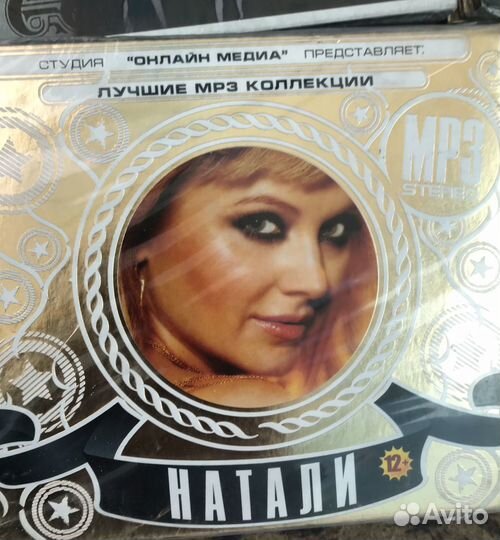 СТУДИЯ "ОНЛАЙН МЕДИА" ПРЕДСТАВЛЯЕТ:
ЛУЧШИЕ MP3 КОЛЛЕКЦИИ
MP3
STEREO
НАТАЛИ
12+
Avito